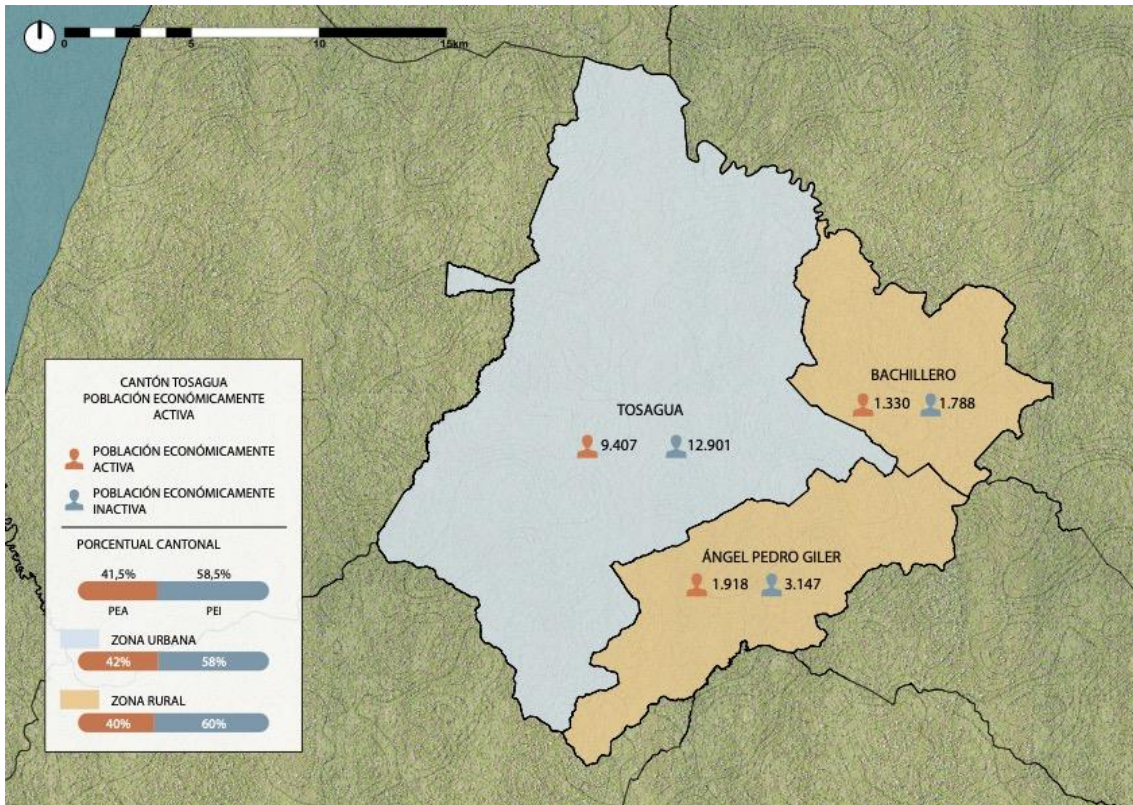 0 5 10 15km
TOSAGUA
9.407 12.901
BACHILLERO
1.330 1.788
ÁNGEL PEDRO GILER
1.918 3.147
CANTÓN TOSAGUA
POBLACIÓN ECONÓMICAMENTE
ACTIVA
POBLACIÓN ECONÓMICAMENTE
ACTIVA
POBLACIÓN ECONÓMICAMENTE
INACTIVA
PORCENTUAL CANTONAL
41,5% 58,5%
PEA PEI
ZONA URBANA
42% 58%
ZONA RURAL
40% 60%